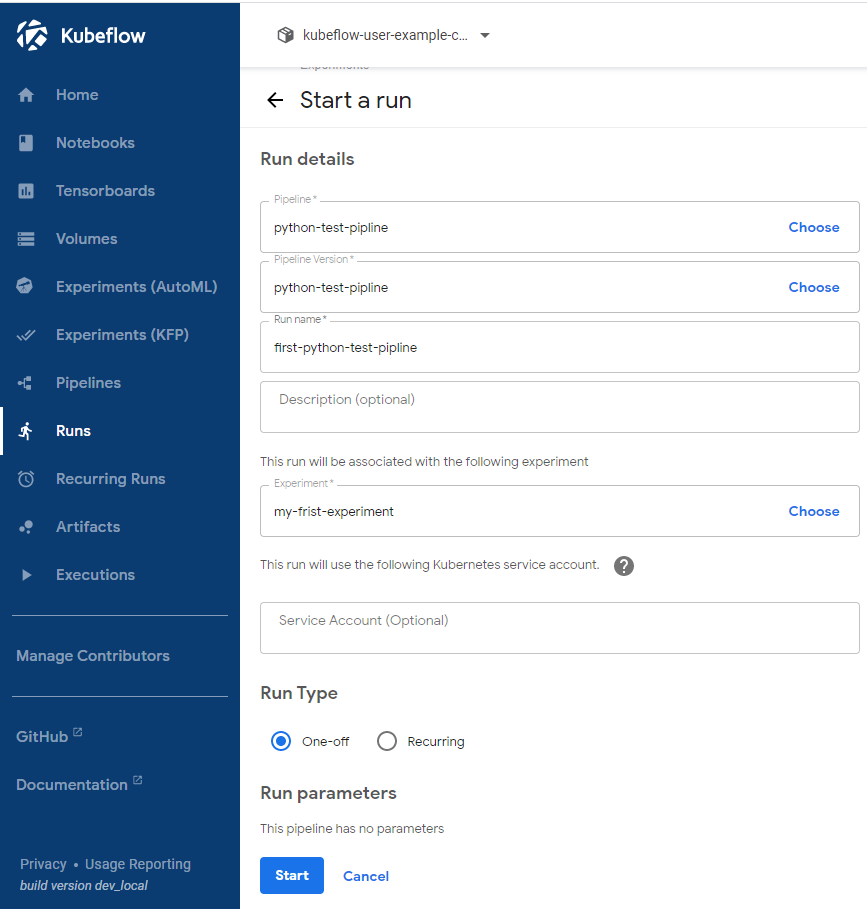 Kubeflow
Home
Notebooks
Tensorboards
Volumes
Experiments (AutoML)
Experiments (KFP)
Pipelines
Runs
Recurring Runs
Artifacts
Executions
Manage Contributors
GitHub
Documentation
Privacy • Usage Reporting
build version dev_local
kubeflow-user-example-c...
Experiments
Start a run
Run details
Pipeline *
python-test-pipline
Choose
Pipeline Version *
python-test-pipline
Choose
Run name *
first-python-test-pipline
Description (optional)
This run will be associated with the following experiment
Experiment *
my-frist-experiment
Choose
This run will use the following Kubernetes service account.
?
Service Account (Optional)
Run Type
One-off
Recurring
Run parameters
This pipeline has no parameters
Start
Cancel